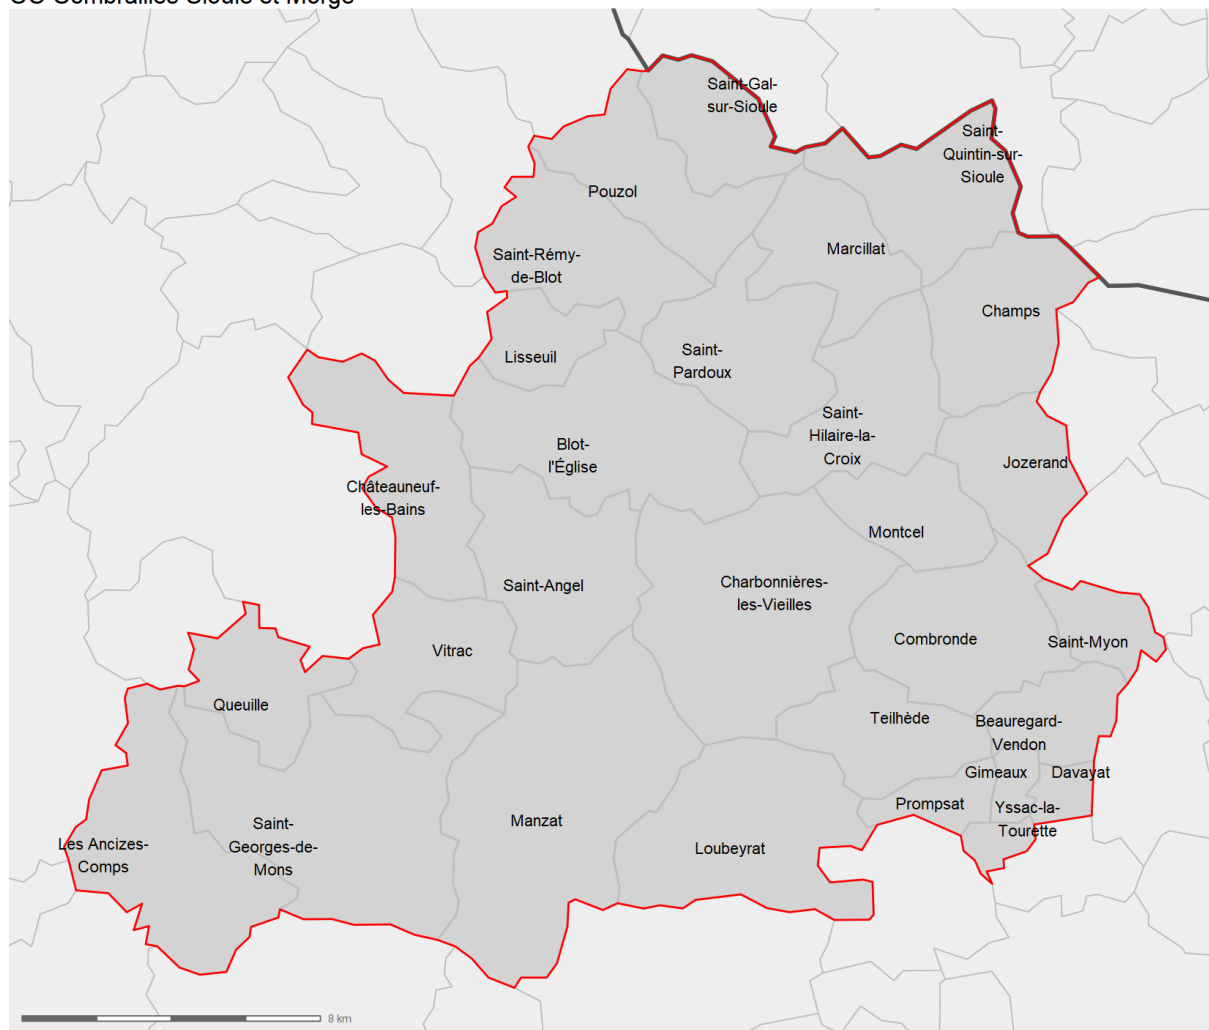 CC Combrailles Sioule et Morge
Saint-Gal-
sur-Sioule
Saint-
Quintin-sur-
Sioule
Pouzol
Marcillat
Saint-Rémy-
de-Blot
Champs
Lisseuil
Saint-
Pardoux
Saint-
Hilaire-la-
Croix
Blot-
l'Église
Jozerand
Châteauneuf-
les-Bains
Montcel
Saint-Angel
Charbonnières-
les-Vieilles
Combronde
Saint-Myon
Vitrac
Queuille
Teilhède
Beauregard-
Vendon
Gimeaux
Davayat
Prompsat
Yssac-la-
Tourette
Manzat
Saint-
Georges-de-
Mons
Les Ancizes-
Comps
Loubeyrat
8 km